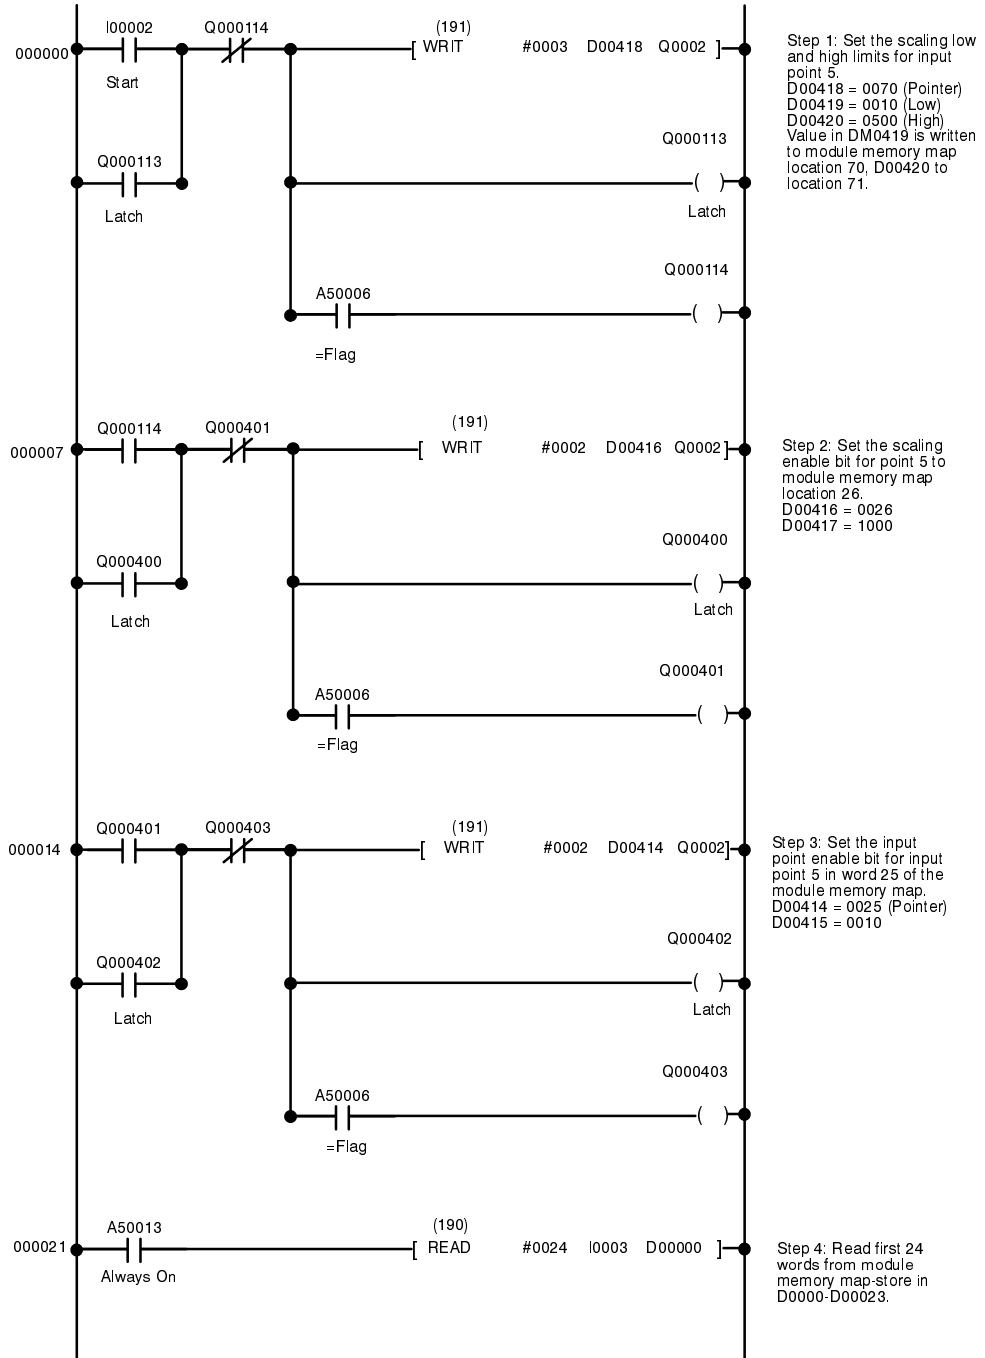 I00002 Q000114 (191)
000000 [ WRIT #0003 D00418 Q0002 ]
Start
Step 1: Set the scaling low
and high limits for input
point 5.
D00418 = 0070 (Pointer)
D00419 = 0010 (Low)
D00420 = 0500 (High)
Value in DM0419 is written
to module memory map
location 70, D00420 to
location 71.
Q000113
Q000113
( )
Latch
Latch
Q000114
A50006
( )
=Flag
Q000114 Q000401 (191)
000007 [ WRIT #0002 D00416 Q0002 ]
Step 2: Set the scaling
enable bit for point 5 to
module memory map
location 26.
D00416 = 0026
D00417 = 1000
Q000400
Q000400
( )
Latch
Latch
Q000401
A50006
( )
=Flag
Q000401 Q000403 (191)
000014 [ WRIT #0002 D00414 Q0002 ]
Step 3: Set the input
point enable bit for input
point 5 in word 25 of the
module memory map.
D00414 = 0025 (Pointer)
D00415 = 0010
Q000402
Q000402
( )
Latch
Latch
Q000403
A50006
( )
=Flag
A50013 (190)
000021 [ READ #0024 I0003 D00000 ]
Always On
Step 4: Read first 24
words from module
memory map-store in
D0000-D00023.